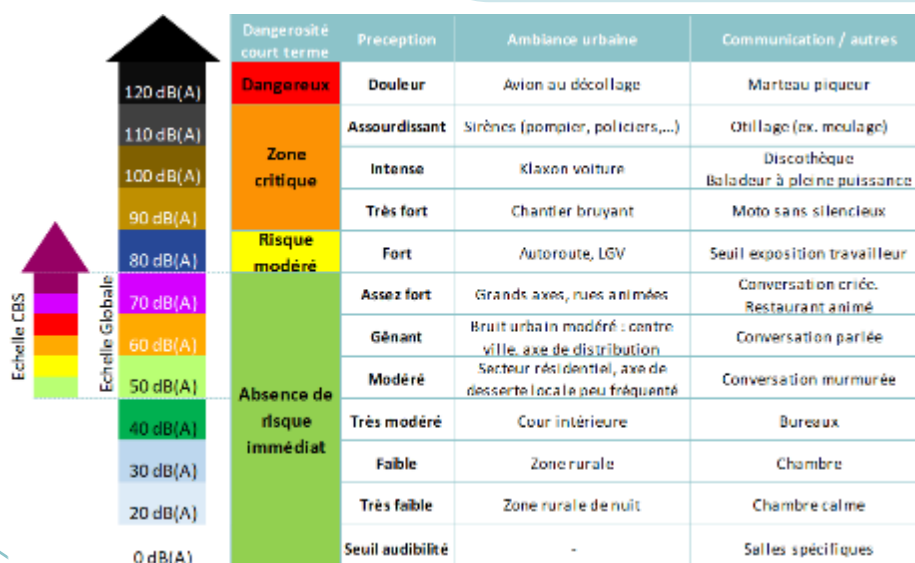 Dangerosité
court terme
Preception
Ambiance urbaine
Communication / autres
120 dB(A)
Dangereux
Douleur
Avion au décollage
Marteau piqueur
110 dB(A)
Zone
critique
Assourdissant
Sirènes (pompier, policiers,...)
Otillage (ex. meulage)
100 dB(A)
Intense
Klaxon voiture
Discothèque
Baladeur à pleine puissance
90 dB(A)
Très fort
Chantier bruyant
Moto sans silencieux
80 dB(A)
Risque
modéré
Fort
Autoroute, LGV
Seuil exposition travailleur
Echelle CBS
Echelle Globale
70 dB(A)
Absence de
risque
immédiat
Assez fort
Grands axes, rues animées
Conversation criée.
Restaurant animé
60 dB(A)
Gênant
Bruit urbain modéré : centre
ville. axe de distribution
Conversation parlée
50 dB(A)
Modéré
Secteur résidentiel, axe de
desserte locale peu fréquenté
Conversation murmurée
40 dB(A)
Très modéré
Cour intérieure
Bureaux
30 dB(A)
Faible
Zone rurale
Chambre
20 dB(A)
Très faible
Zone rurale de nuit
Chambre calme
0 dB(A)
Seuil audibilité
-
Salles spécifiques